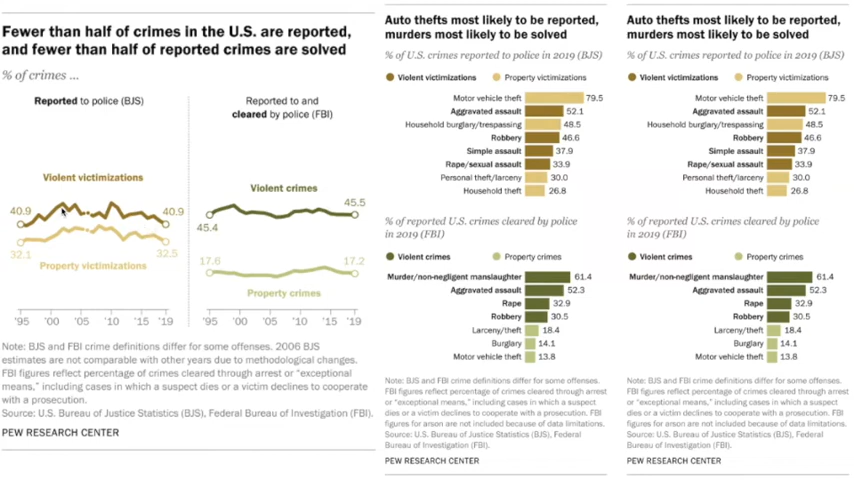 Fewer than half of crimes in the U.S. are reported,
and fewer than half of reported crimes are solved
% of crimes ...
Reported to police (BJS)
Reported to and
cleared by police (FBI)
Violent victimizations
40.9
40.9
32.1
32.5
Property victimizations
Violent crimes
45.5
45.4
17.6
17.2
Property crimes
'95 '00 '05 '10 '15 '19
'95 '00 '05 '10 '15 '19
Note: BJS and FBI crime definitions differ for some offenses. 2006 BJS
estimates are not comparable with other years due to methodological changes.
FBI figures reflect percentage of crimes cleared through arrest or “exceptional
means,” including cases in which a suspect dies or a victim declines to cooperate
with a prosecution.
Source: U.S. Bureau of Justice Statistics (BJS), Federal Bureau of Investigation (FBI).
PEW RESEARCH CENTER
Auto thefts most likely to be reported,
murders most likely to be solved
% of U.S. crimes reported to police in 2019 (BJS)
Violent victimizations Property victimizations
Motor vehicle theft 79.5
Aggravated assault 52.1
Household burglary/trespassing 48.5
Robbery 46.6
Simple assault 37.9
Rape/sexual assault 33.9
Personal theft/larceny 30.0
Household theft 26.8
% of reported U.S. crimes cleared by police
in 2019 (FBI)
Violent crimes Property crimes
Murder/non-negligent manslaughter 61.4
Aggravated assault 52.3
Rape 32.9
Robbery 30.5
Larceny/theft 18.4
Burglary 14.1
Motor vehicle theft 13.8
Note: BJS and FBI crime definitions differ for some offenses.
FBI figures reflect percentage of crimes cleared through arrest
or “exceptional means,” including cases in which a suspect
dies or a victim declines to cooperate with a prosecution. FBI
figures for arson are not included because of data limitations.
Source: U.S. Bureau of Justice Statistics (BJS), Federal
Bureau of Investigation (FBI).
PEW RESEARCH CENTER
Auto thefts most likely to be reported,
murders most likely to be solved
% of U.S. crimes reported to police in 2019 (BJS)
Violent victimizations Property victimizations
Motor vehicle theft 79.5
Aggravated assault 52.1
Household burglary/trespassing 48.5
Robbery 46.6
Simple assault 37.9
Rape/sexual assault 33.9
Personal theft/larceny 30.0
Household theft 26.8
% of reported U.S. crimes cleared by police
in 2019 (FBI)
Violent crimes Property crimes
Murder/non-negligent manslaughter 61.4
Aggravated assault 52.3
Rape 32.9
Robbery 30.5
Larceny/theft 18.4
Burglary 14.1
Motor vehicle theft 13.8
Note: BJS and FBI crime definitions differ for some offenses.
FBI figures reflect percentage of crimes cleared through arrest
or “exceptional means,” including cases in which a suspect
dies or a victim declines to cooperate with a prosecution. FBI
figures for arson are not included because of data limitations.
Source: U.S. Bureau of Justice Statistics (BJS), Federal
Bureau of Investigation (FBI).
PEW RESEARCH CENTER